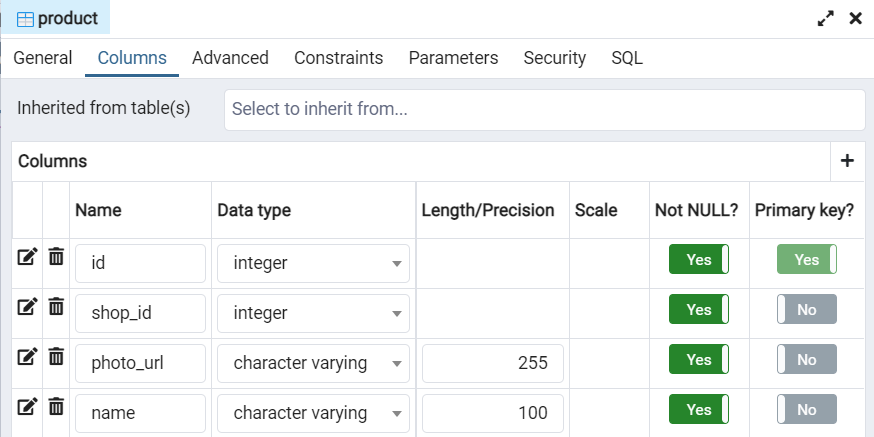 product
General Columns Advanced Constraints Parameters Security SQL
Inherited from table(s) Select to inherit from...
Columns
Name Data type Length/Precision Scale Not NULL? Primary key?
id integer Yes Yes
shop_id integer Yes No
photo_url character varying 255 Yes No
name character varying 100 Yes No